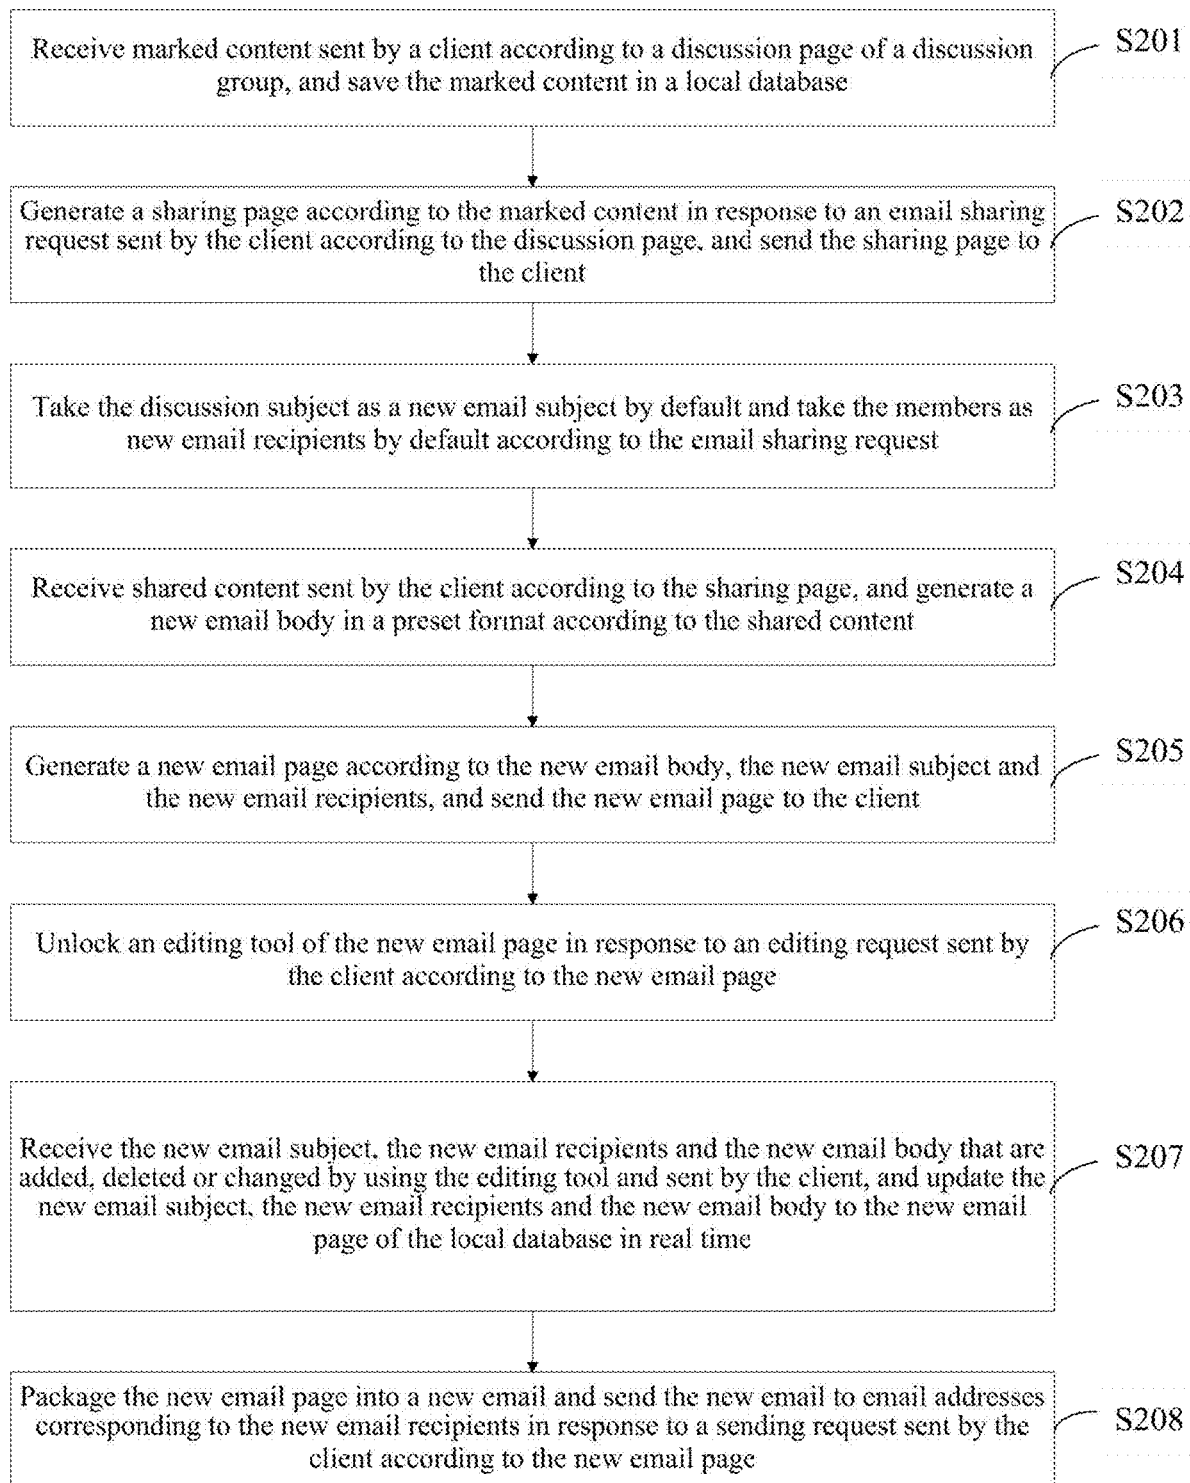 Receive marked content sent by a client according to a discussion page of a discussion
group, and save the marked content in a local database
S201
Generate a sharing page according to the marked content in response to an email sharing
request sent by the client according to the discussion page, and send the sharing page to
the client
S202
Take the discussion subject as a new email subject by default and take the members as
new email recipients by default according to the email sharing request
S203
Receive shared content sent by the client according to the sharing page, and generate a
new email body in a preset format according to the shared content
S204
Generate a new email page according to the new email body, the new email subject and
the new email recipients, and send the new email page to the client
S205
Unlock an editing tool of the new email page in response to an editing request sent by
the client according to the new email page
S206
Receive the new email subject, the new email recipients and the new email body that are
added, deleted or changed by using the editing tool and sent by the client, and update the
new email subject, the new email recipients and the new email body to the new email
page of the local database in real time
S207
Package the new email page into a new email and send the new email to email addresses
corresponding to the new email recipients in response to a sending request sent by the
client according to the new email page
S208